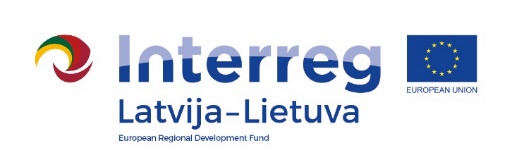 Interreg
EUROPEAN UNION
Latvija–Lietuva
European Regional Development Fund